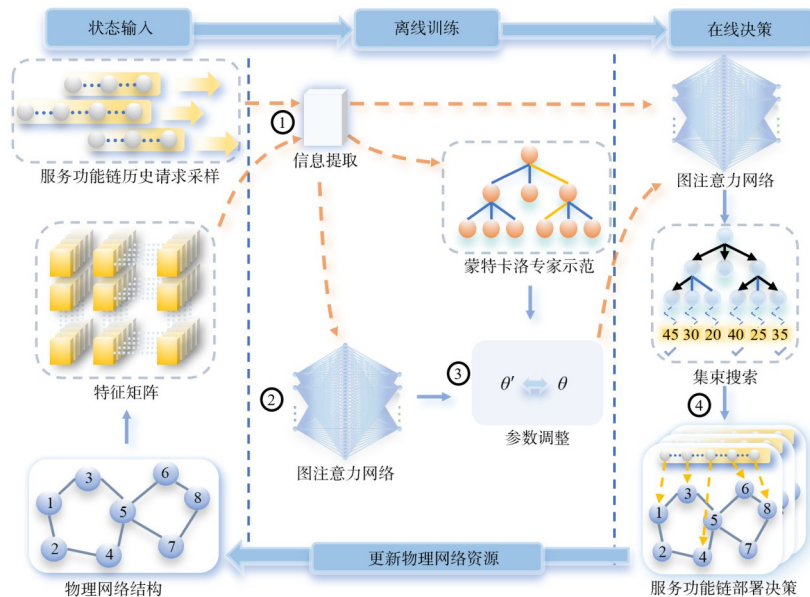 状态输入
离线训练
在线决策
服务功能链历史请求采样
①
信息提取
图注意力网络
蒙特卡洛专家示范
45 30 20 40 25 35
集束搜索
特征矩阵
②
图注意力网络
③
θ′ θ
参数调整
④
1 2 3 4 5 6 7 8
物理网络结构
更新物理网络资源
1 2 3 4 5 6 7 8
服务功能链部署决策